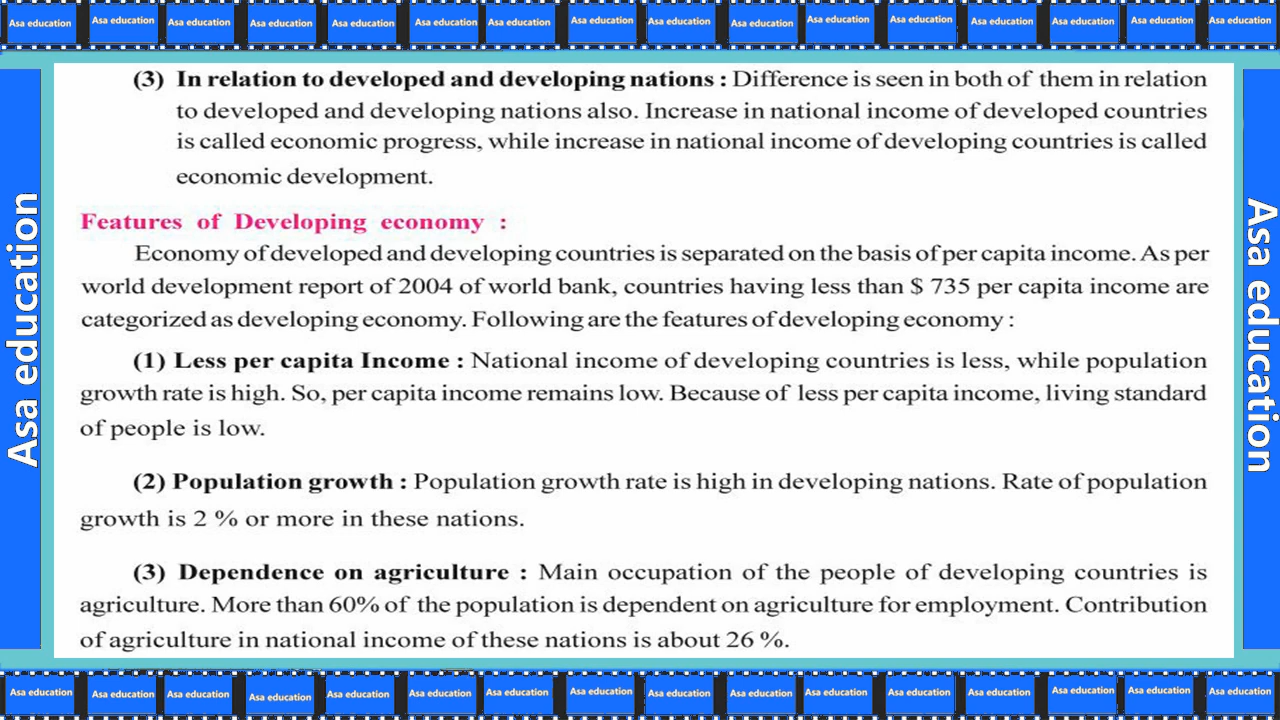 Asa education Asa education Asa education Asa education Asa education Asa education Asa education Asa education Asa education Asa education Asa education Asa education Asa education Asa education Asa education Asa education
Asa education
(3) In relation to developed and developing nations : Difference is seen in both of them in relation
to developed and developing nations also. Increase in national income of developed countries
is called economic progress, while increase in national income of developing countries is called
economic development.
Features of Developing economy :
Economy of developed and developing countries is separated on the basis of per capita income. As per
world development report of 2004 of world bank, countries having less than $ 735 per capita income are
categorized as developing economy. Following are the features of developing economy :
(1) Less per capita Income : National income of developing countries is less, while population
growth rate is high. So, per capita income remains low. Because of less per capita income, living standard
of people is low.
(2) Population growth : Population growth rate is high in developing nations. Rate of population
growth is 2 % or more in these nations.
(3) Dependence on agriculture : Main occupation of the people of developing countries is
agriculture. More than 60% of the population is dependent on agriculture for employment. Contribution
of agriculture in national income of these nations is about 26 %.
Asa education
Asa education Asa education Asa education Asa education Asa education Asa education Asa education Asa education Asa education Asa education Asa education Asa education Asa education Asa education Asa education Asa education